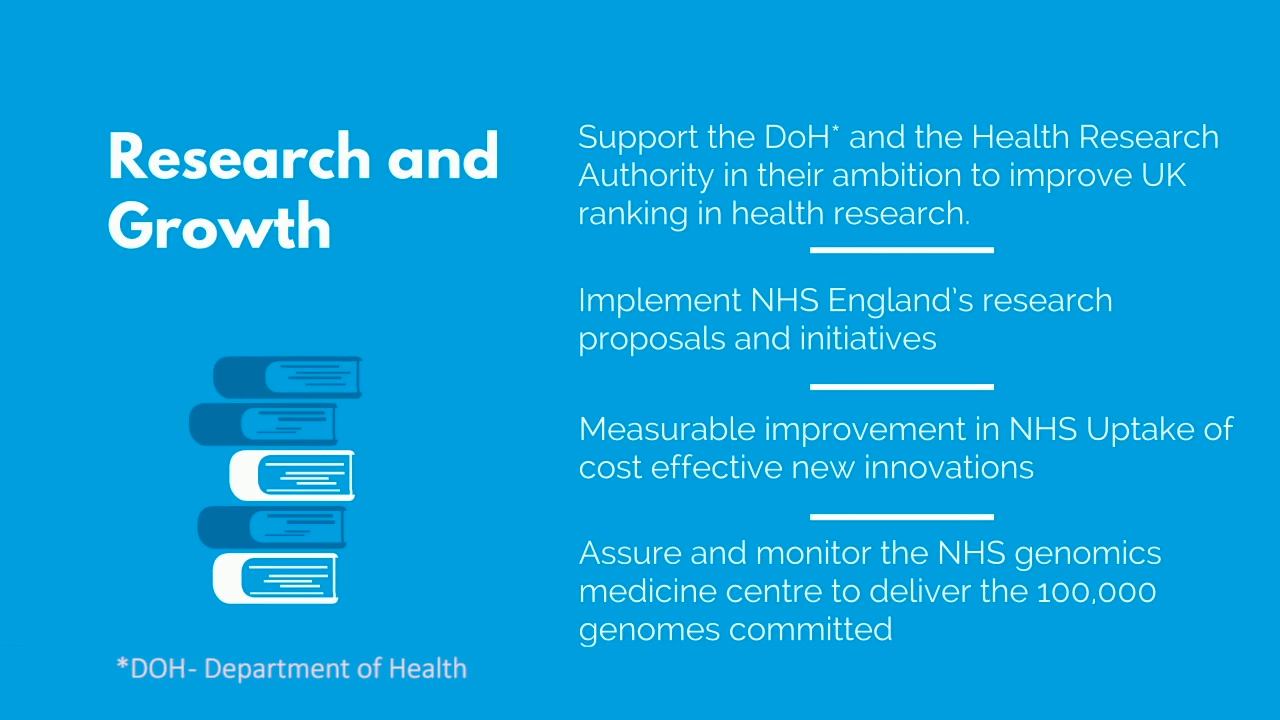 Research and
Growth
Support the DoH* and the Health Research
Authority in their ambition to improve UK
ranking in health research.
Implement NHS England's research
proposals and initiatives
Measurable improvement in NHS Uptake of
cost effective new innovations
Assure and monitor the NHS genomics
medicine centre to deliver the 100,000
genomes committed
*DOH- Department of Health